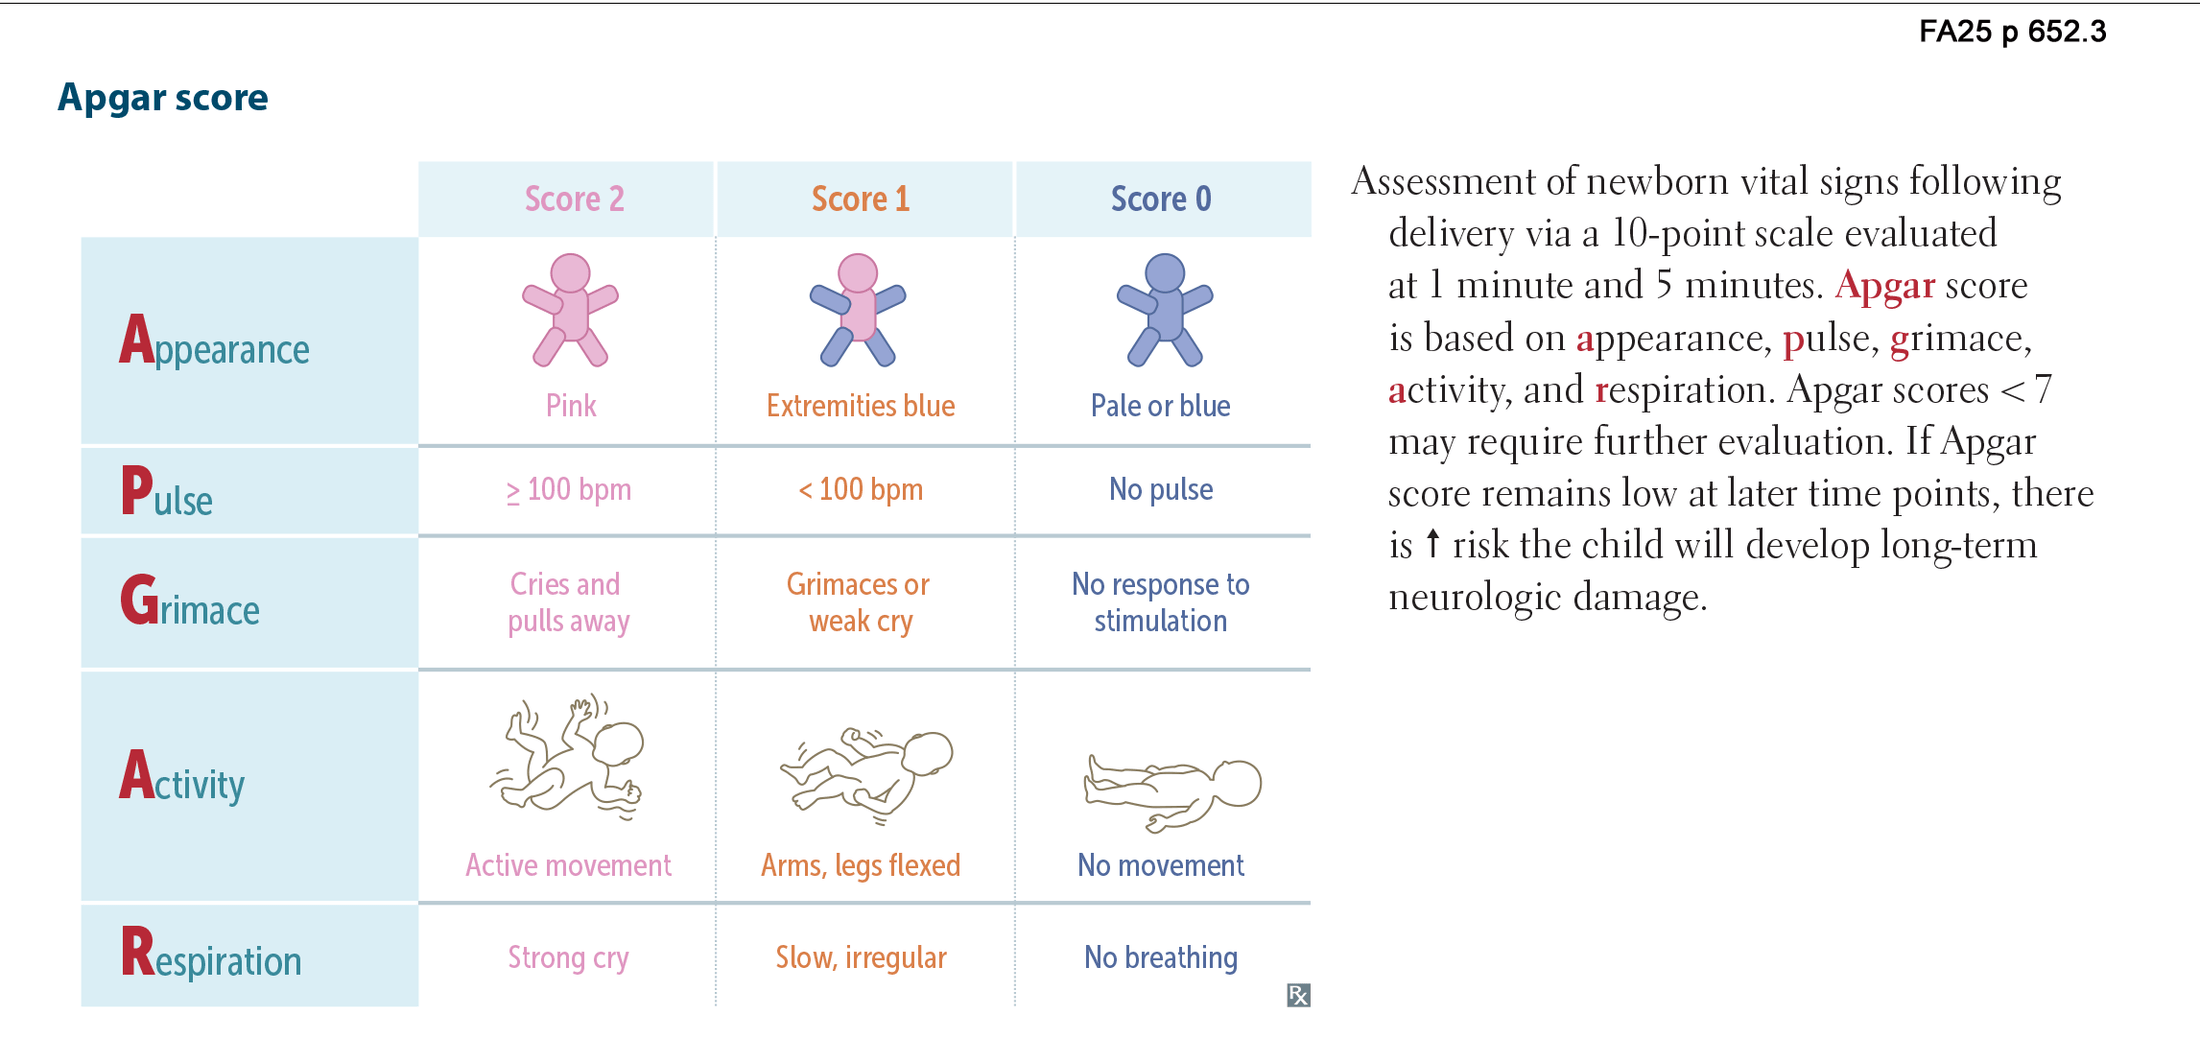 FA25 p 652.3
Apgar score
Score 2 Score 1 Score 0
Appearance
Pink Extremities blue Pale or blue
Pulse
≥ 100 bpm < 100 bpm No pulse
Grimace
Cries and pulls away Grimaces or weak cry No response to stimulation
Activity
Active movement Arms, legs flexed No movement
Respiration
Strong cry Slow, irregular No breathing
Rx
Assessment of newborn vital signs following
delivery via a 10-point scale evaluated
at 1 minute and 5 minutes. Apgar score
is based on appearance, pulse, grimace,
activity, and respiration. Apgar scores < 7
may require further evaluation. If Apgar
score remains low at later time points, there
is ↑ risk the child will develop long-term
neurologic damage.